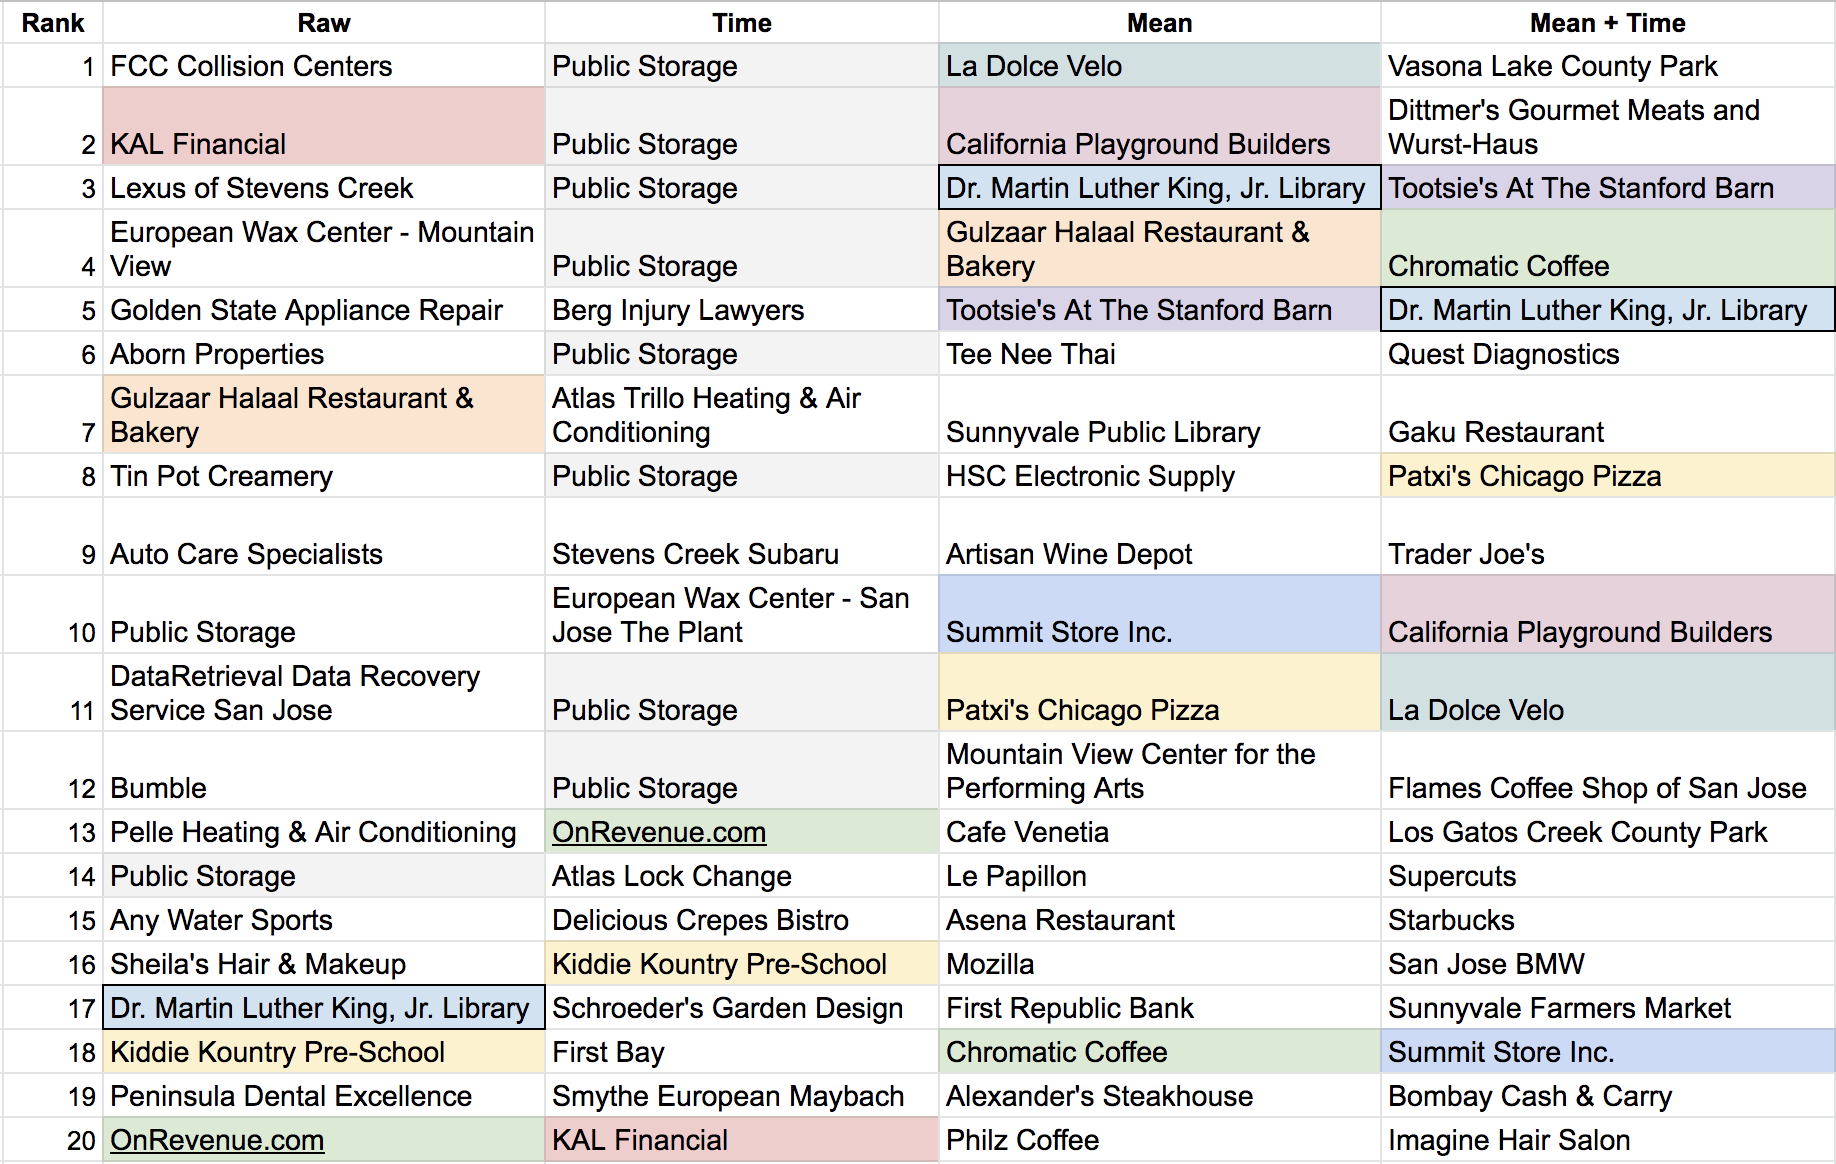 Rank Raw Time Mean Mean + Time
1 FCC Collision Centers Public Storage La Dolce Velo Vasona Lake County Park
2 KAL Financial Public Storage California Playground Builders Dittmer's Gourmet Meats and
Wurst-Haus
3 Lexus of Stevens Creek Public Storage Dr. Martin Luther King, Jr. Library Tootsie's At The Stanford Barn
4 European Wax Center - Mountain
View Public Storage Gulzaar Halaal Restaurant &
Bakery Chromatic Coffee
5 Golden State Appliance Repair Berg Injury Lawyers Tootsie's At The Stanford Barn Dr. Martin Luther King, Jr. Library
6 Aborn Properties Public Storage Tee Nee Thai Quest Diagnostics
7 Gulzaar Halaal Restaurant &
Bakery Atlas Trillo Heating & Air
Conditioning Sunnyvale Public Library Gaku Restaurant
8 Tin Pot Creamery Public Storage HSC Electronic Supply Patxi's Chicago Pizza
9 Auto Care Specialists Stevens Creek Subaru Artisan Wine Depot Trader Joe's
10 Public Storage European Wax Center - San
Jose The Plant Summit Store Inc. California Playground Builders
11 DataRetrieval Data Recovery
Service San Jose Public Storage Patxi's Chicago Pizza La Dolce Velo
12 Bumble Public Storage Mountain View Center for the
Performing Arts Flames Coffee Shop of San Jose
13 Pelle Heating & Air Conditioning OnRevenue.com Cafe Venetia Los Gatos Creek County Park
14 Public Storage Atlas Lock Change Le Papillon Supercuts
15 Any Water Sports Delicious Crepes Bistro Asena Restaurant Starbucks
16 Sheila's Hair & Makeup Kiddie Kountry Pre-School Mozilla San Jose BMW
17 Dr. Martin Luther King, Jr. Library Schroeder's Garden Design First Republic Bank Sunnyvale Farmers Market
18 Kiddie Kountry Pre-School First Bay Chromatic Coffee Summit Store Inc.
19 Peninsula Dental Excellence Smythe European Maybach Alexander's Steakhouse Bombay Cash & Carry
20 OnRevenue.com KAL Financial Philz Coffee Imagine Hair Salon